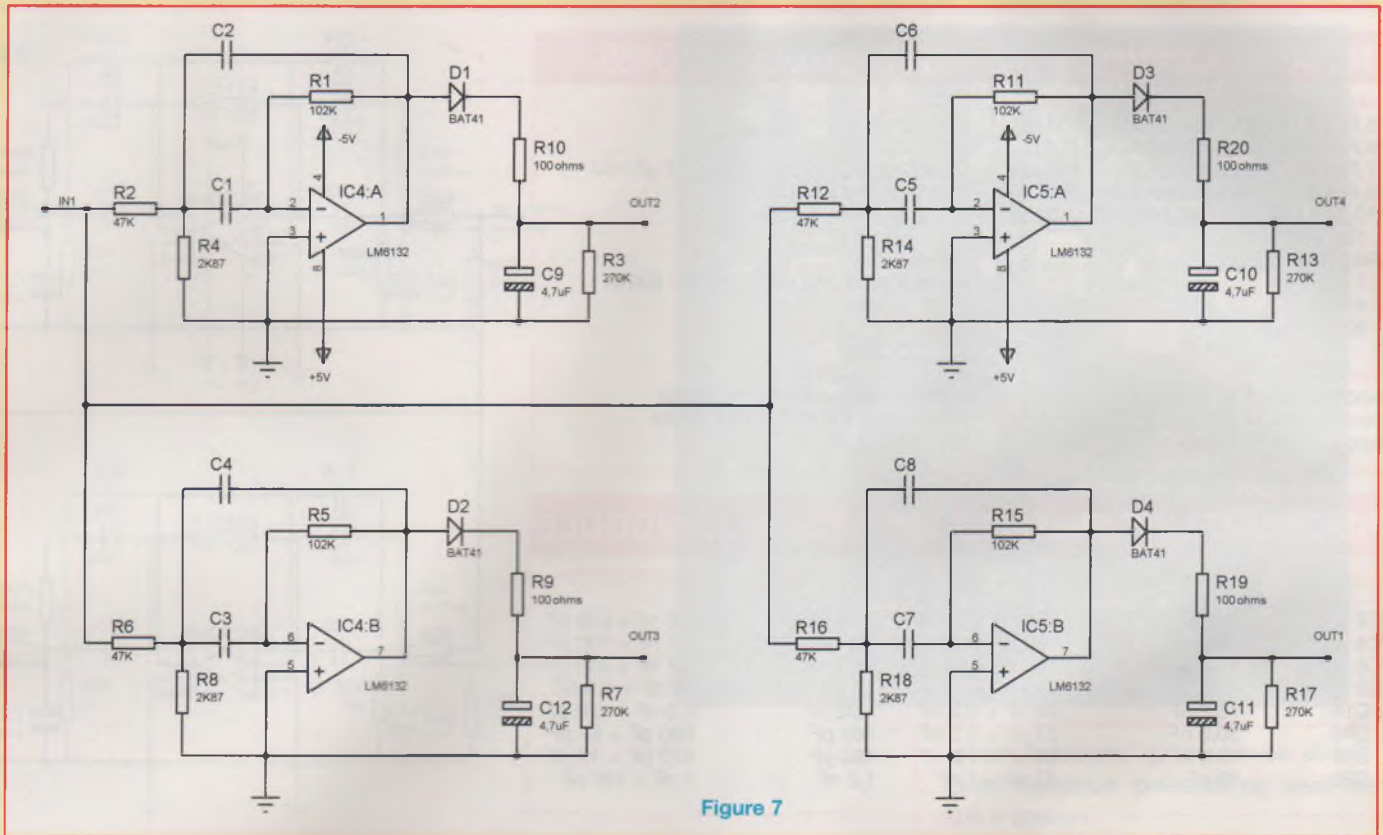 C2
R1
102K
D1
BAT41
-5V
4
R10
100 ohms
IN1
R2
47K
C1
2
3
IC4:A
1
8
LM6132
OUT2
R4
2K87
C9
4,7uF
R3
270K
+5V
C6
R11
102K
D3
BAT41
-5V
4
R20
100 ohms
R12
47K
C5
2
3
IC5:A
1
8
LM6132
OUT4
R14
2K87
C10
4,7uF
R13
270K
+5V
C4
R5
102K
D2
BAT41
R9
100 ohms
R6
47K
C3
6
5
IC4:B
7
LM6132
OUT3
R8
2K87
C12
4,7uF
R7
270K
C8
R15
102K
D4
BAT41
R19
100 ohms
R16
47K
C7
6
5
IC5:B
7
LM6132
OUT1
R18
2K87
C11
4,7uF
R17
270K
Figure 7